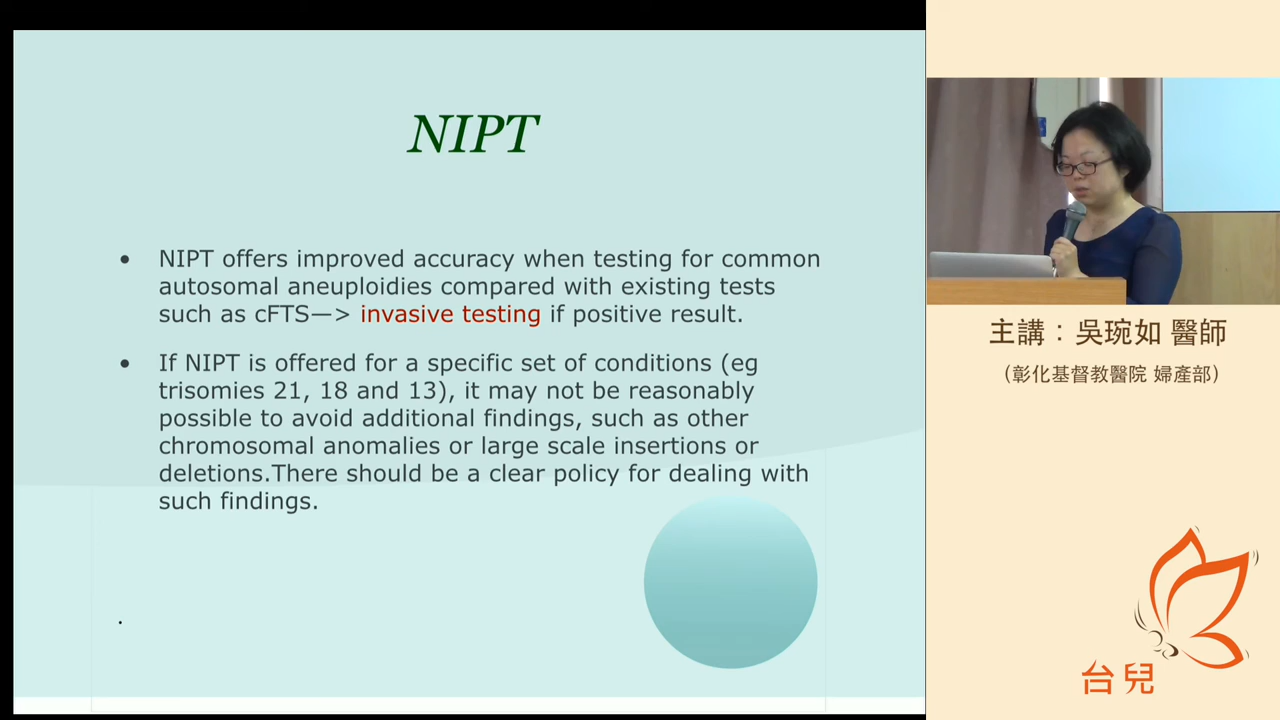 NIPT
• NIPT offers improved accuracy when testing for common
autosomal aneuploidies compared with existing tests
such as cFTS—> invasive testing if positive result.
• If NIPT is offered for a specific set of conditions (eg
trisomies 21, 18 and 13), it may not be reasonably
possible to avoid additional findings, such as other
chromosomal anomalies or large scale insertions or
deletions.There should be a clear policy for dealing with
such findings.
.
主講：吳琬如 醫師
（彰化基督教醫院 婦產部）
台兒